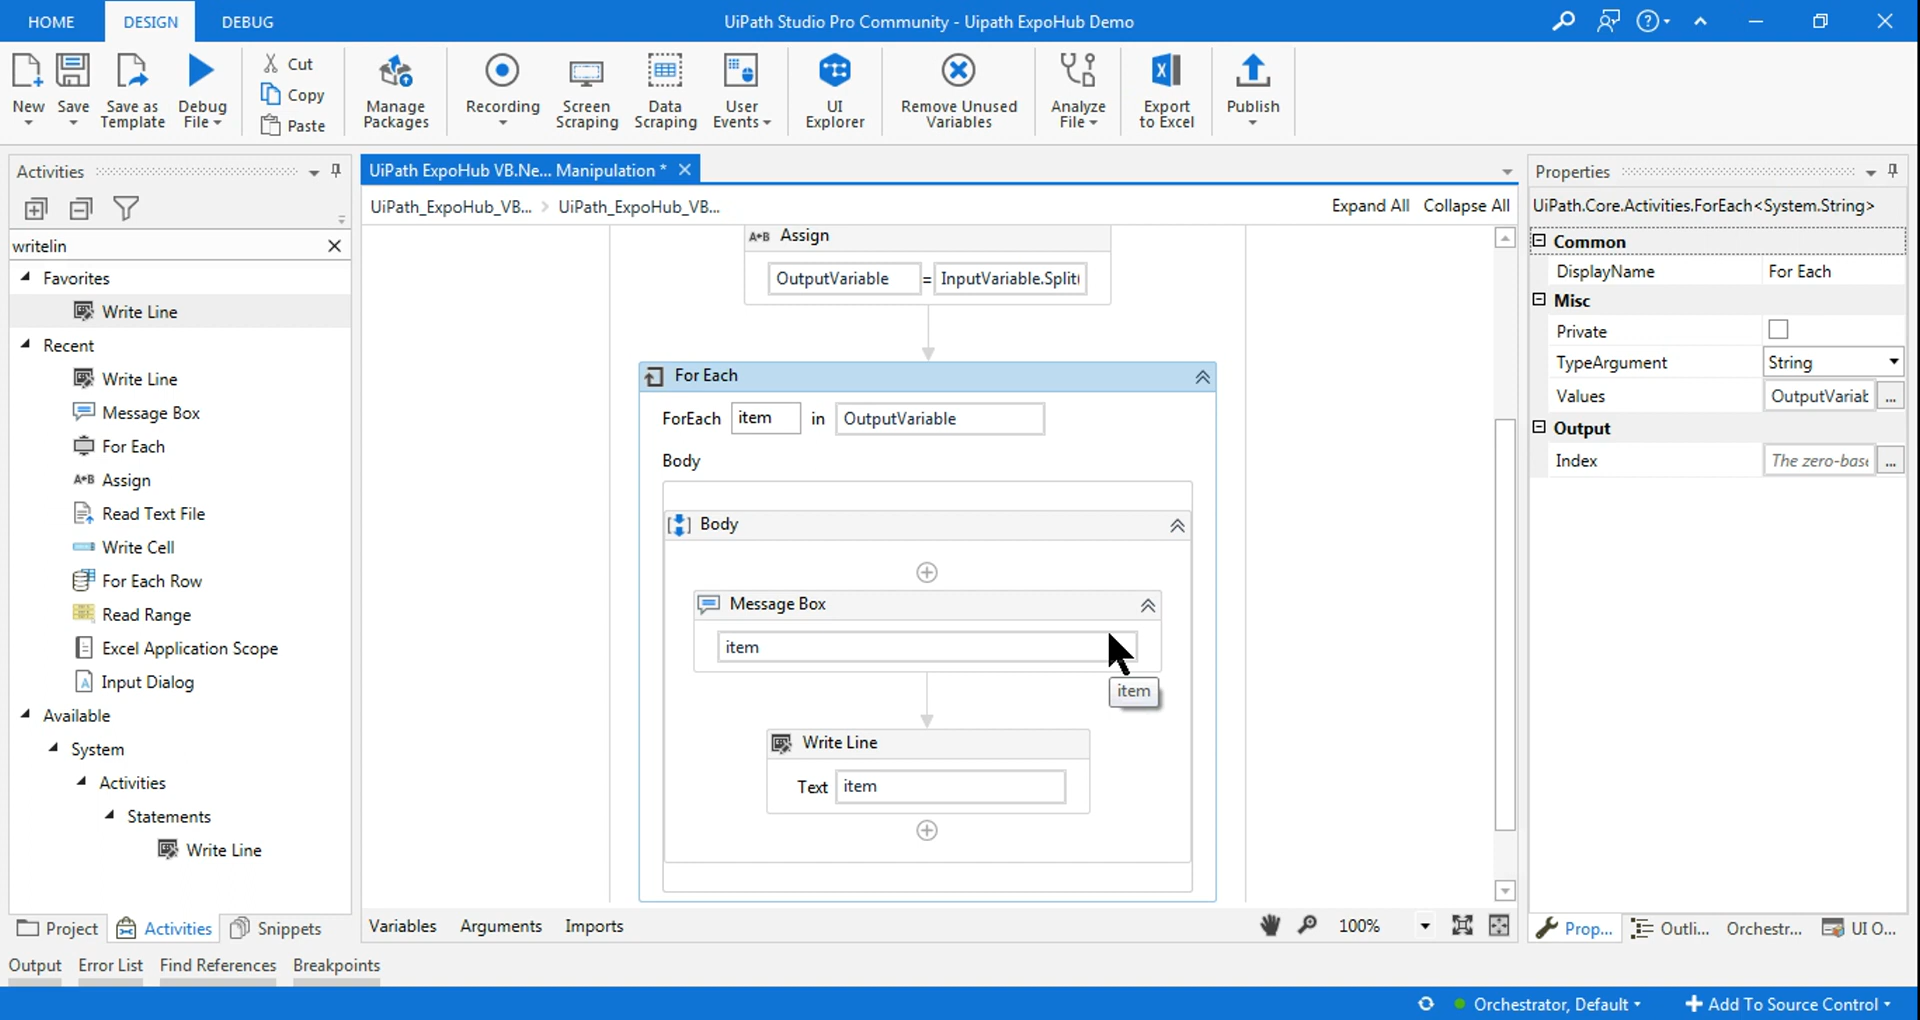 HOME DESIGN DEBUG UiPath Studio Pro Community - Uipath ExpoHub Demo
New Save Save as Template Debug File Cut Copy Paste Manage Packages Recording Screen Scraping Data Scraping User Events UI Explorer Remove Unused Variables Analyze File Export to Excel Publish
Activities
writelin
Favorites
Write Line
Recent
Write Line
Message Box
For Each
A+B Assign
Read Text File
Write Cell
For Each Row
Read Range
Excel Application Scope
Input Dialog
Available
System
Activities
Statements
Write Line
Project Activities Snippets
UiPath ExpoHub VB.Ne... Manipulation *
UiPath_ExpoHub_VB... > UiPath_ExpoHub_VB... Expand All Collapse All
A+B Assign
OutputVariable = InputVariable.Split(
For Each
ForEach item in OutputVariable
Body
Body
Message Box
item
item
Write Line
Text item
Variables Arguments Imports 100%
Properties
UiPath.Core.Activities.ForEach<System.String>
Common
DisplayName For Each
Misc
Private
TypeArgument String
Values OutputVariab ...
Output
Index The zero-base ...
Prop... Outli... Orchestr... UI O...
Output Error List Find References Breakpoints
Orchestrator, Default Add To Source Control